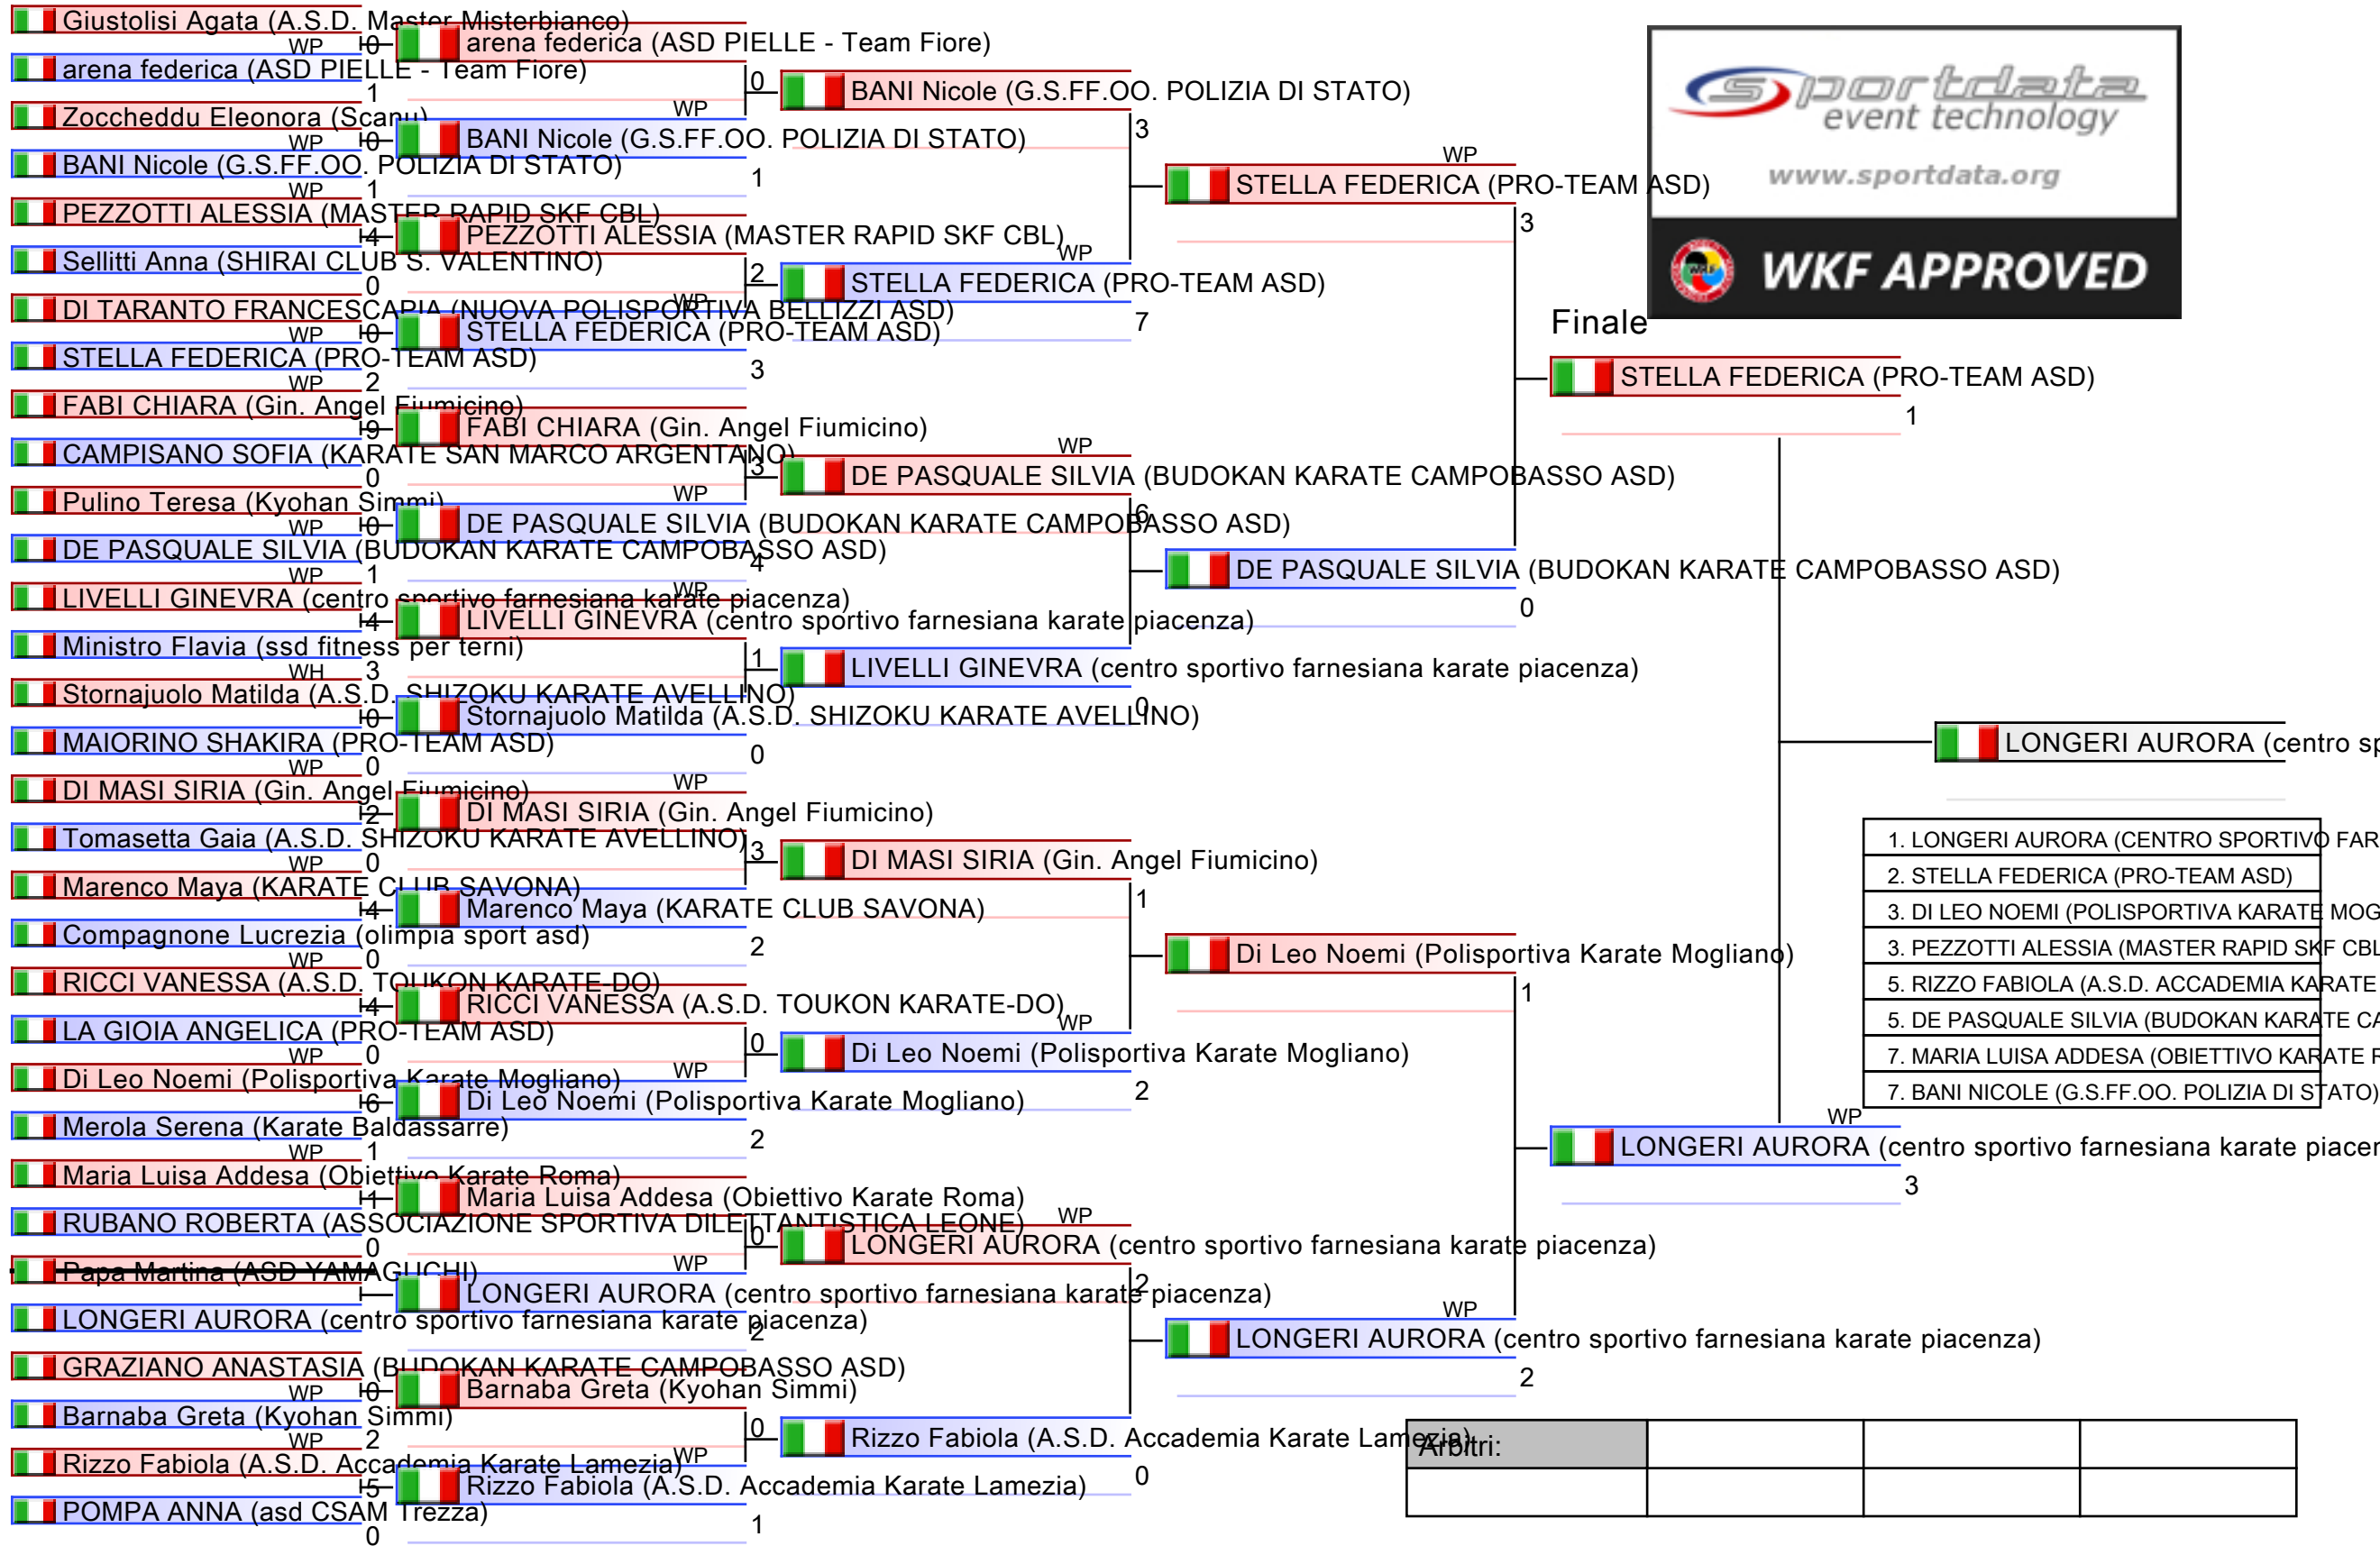 Giustolisi Agata (A.S.D. Master Misterbianco)
WP 0
arena federica (ASD PIELLE - Team Fiore)
1
Zoccheddu Eleonora (Scanu)
WP 0
BANI Nicole (G.S.FF.OO. POLIZIA DI STATO)
WP 1
PEZZOTTI ALESSIA (MASTER RAPID SKF CBL)
4
Sellitti Anna (SHIRAI CLUB S. VALENTINO)
0
DI TARANTO FRANCESCAPIA (NUOVA POLISPORTIVA BELLIZZI ASD)
WP 0
STELLA FEDERICA (PRO-TEAM ASD)
WP 2
FABI CHIARA (Gin. Angel Fiumicino)
9
CAMPISANO SOFIA (KARATE SAN MARCO ARGENTANO)
0
Pulino Teresa (Kyohan Simmi)
WP 0
DE PASQUALE SILVIA (BUDOKAN KARATE CAMPOBASSO ASD)
WP 1
LIVELLI GINEVRA (centro sportivo farnesiana karate piacenza)
4
Ministro Flavia (ssd fitness per terni)
WH 3
Stornajuolo Matilda (A.S.D. SHIZOKU KARATE AVELLINO)
0
MAIORINO SHAKIRA (PRO-TEAM ASD)
WP 0
DI MASI SIRIA (Gin. Angel Fiumicino)
2
Tomasetta Gaia (A.S.D. SHIZOKU KARATE AVELLINO)
WP 0
Marenco Maya (KARATE CLUB SAVONA)
4
Compagnone Lucrezia (olimpia sport asd)
WP 0
RICCI VANESSA (A.S.D. TOUKON KARATE-DO)
4
LA GIOIA ANGELICA (PRO-TEAM ASD)
WP 0
Di Leo Noemi (Polisportiva Karate Mogliano)
6
Merola Serena (Karate Baldassarre)
WP 1
Maria Luisa Addesa (Obiettivo Karate Roma)
1
RUBANO ROBERTA (ASSOCIAZIONE SPORTIVA DILETTANTISTICA LEONE)
0
Papa Martina (ASD YAMAGUCHI)
LONGERI AURORA (centro sportivo farnesiana karate piacenza)
GRAZIANO ANASTASIA (BUDOKAN KARATE CAMPOBASSO ASD)
WP 0
Barnaba Greta (Kyohan Simmi)
WP 2
Rizzo Fabiola (A.S.D. Accademia Karate Lamezia)
5
POMPA ANNA (asd CSAM Trezza)
0
arena federica (ASD PIELLE - Team Fiore)
0
WP
BANI Nicole (G.S.FF.OO. POLIZIA DI STATO)
1
PEZZOTTI ALESSIA (MASTER RAPID SKF CBL)
2
WP
STELLA FEDERICA (PRO-TEAM ASD)
3
FABI CHIARA (Gin. Angel Fiumicino)
3
WP
DE PASQUALE SILVIA (BUDOKAN KARATE CAMPOBASSO ASD)
4
WP
LIVELLI GINEVRA (centro sportivo farnesiana karate piacenza)
1
Stornajuolo Matilda (A.S.D. SHIZOKU KARATE AVELLINO)
0
WP
DI MASI SIRIA (Gin. Angel Fiumicino)
3
Marenco Maya (KARATE CLUB SAVONA)
2
RICCI VANESSA (A.S.D. TOUKON KARATE-DO)
0
WP
Di Leo Noemi (Polisportiva Karate Mogliano)
2
Maria Luisa Addesa (Obiettivo Karate Roma)
0
WP
LONGERI AURORA (centro sportivo farnesiana karate piacenza)
2
Barnaba Greta (Kyohan Simmi)
0
WP
Rizzo Fabiola (A.S.D. Accademia Karate Lamezia)
1
BANI Nicole (G.S.FF.OO. POLIZIA DI STATO)
3
WP
STELLA FEDERICA (PRO-TEAM ASD)
7
WP
DE PASQUALE SILVIA (BUDOKAN KARATE CAMPOBASSO ASD)
6
LIVELLI GINEVRA (centro sportivo farnesiana karate piacenza)
0
DI MASI SIRIA (Gin. Angel Fiumicino)
1
WP
Di Leo Noemi (Polisportiva Karate Mogliano)
2
WP
LONGERI AURORA (centro sportivo farnesiana karate piacenza)
2
Rizzo Fabiola (A.S.D. Accademia Karate Lamezia)
0
WP
STELLA FEDERICA (PRO-TEAM ASD)
3
DE PASQUALE SILVIA (BUDOKAN KARATE CAMPOBASSO ASD)
0
Di Leo Noemi (Polisportiva Karate Mogliano)
1
WP
LONGERI AURORA (centro sportivo farnesiana karate piacenza)
2
sportdata
event technology
www.sportdata.org
WKF
WKF APPROVED
Finale
STELLA FEDERICA (PRO-TEAM ASD)
1
WP
LONGERI AURORA (centro sportivo farnesiana karate piacen
3
LONGERI AURORA (centro sp
1. LONGERI AURORA (CENTRO SPORTIVO FAR
2. STELLA FEDERICA (PRO-TEAM ASD)
3. DI LEO NOEMI (POLISPORTIVA KARATE MOG
3. PEZZOTTI ALESSIA (MASTER RAPID SKF CBL
5. RIZZO FABIOLA (A.S.D. ACCADEMIA KARATE
5. DE PASQUALE SILVIA (BUDOKAN KARATE CA
7. MARIA LUISA ADDESA (OBIETTIVO KARATE R
7. BANI NICOLE (G.S.FF.OO. POLIZIA DI STATO)
Arbitri: